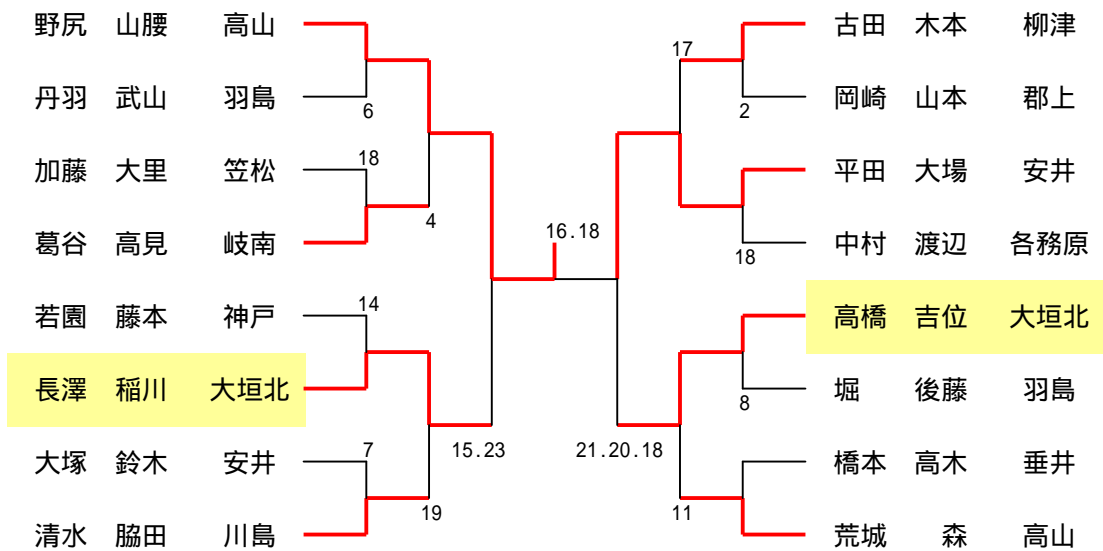 野尻 山腰 高山
丹羽 武山 羽島
6
加藤 大里 笠松
18
葛谷 高見 岐南
4
若園 藤本 神戸
14
長澤 稲川 大垣北
大塚 鈴木 安井
7
15.23
清水 脇田 川島
19
16.18
古田 木本 柳津
17
岡崎 山本 郡上
2
平田 大場 安井
中村 渡辺 各務原
18
高橋 吉位 大垣北
堀 後藤 羽島
8
21.20.18
橋本 高木 垂井
11
荒城 森 高山